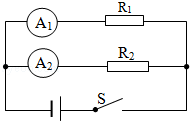 A₁ R₁
A₂ R₂
S